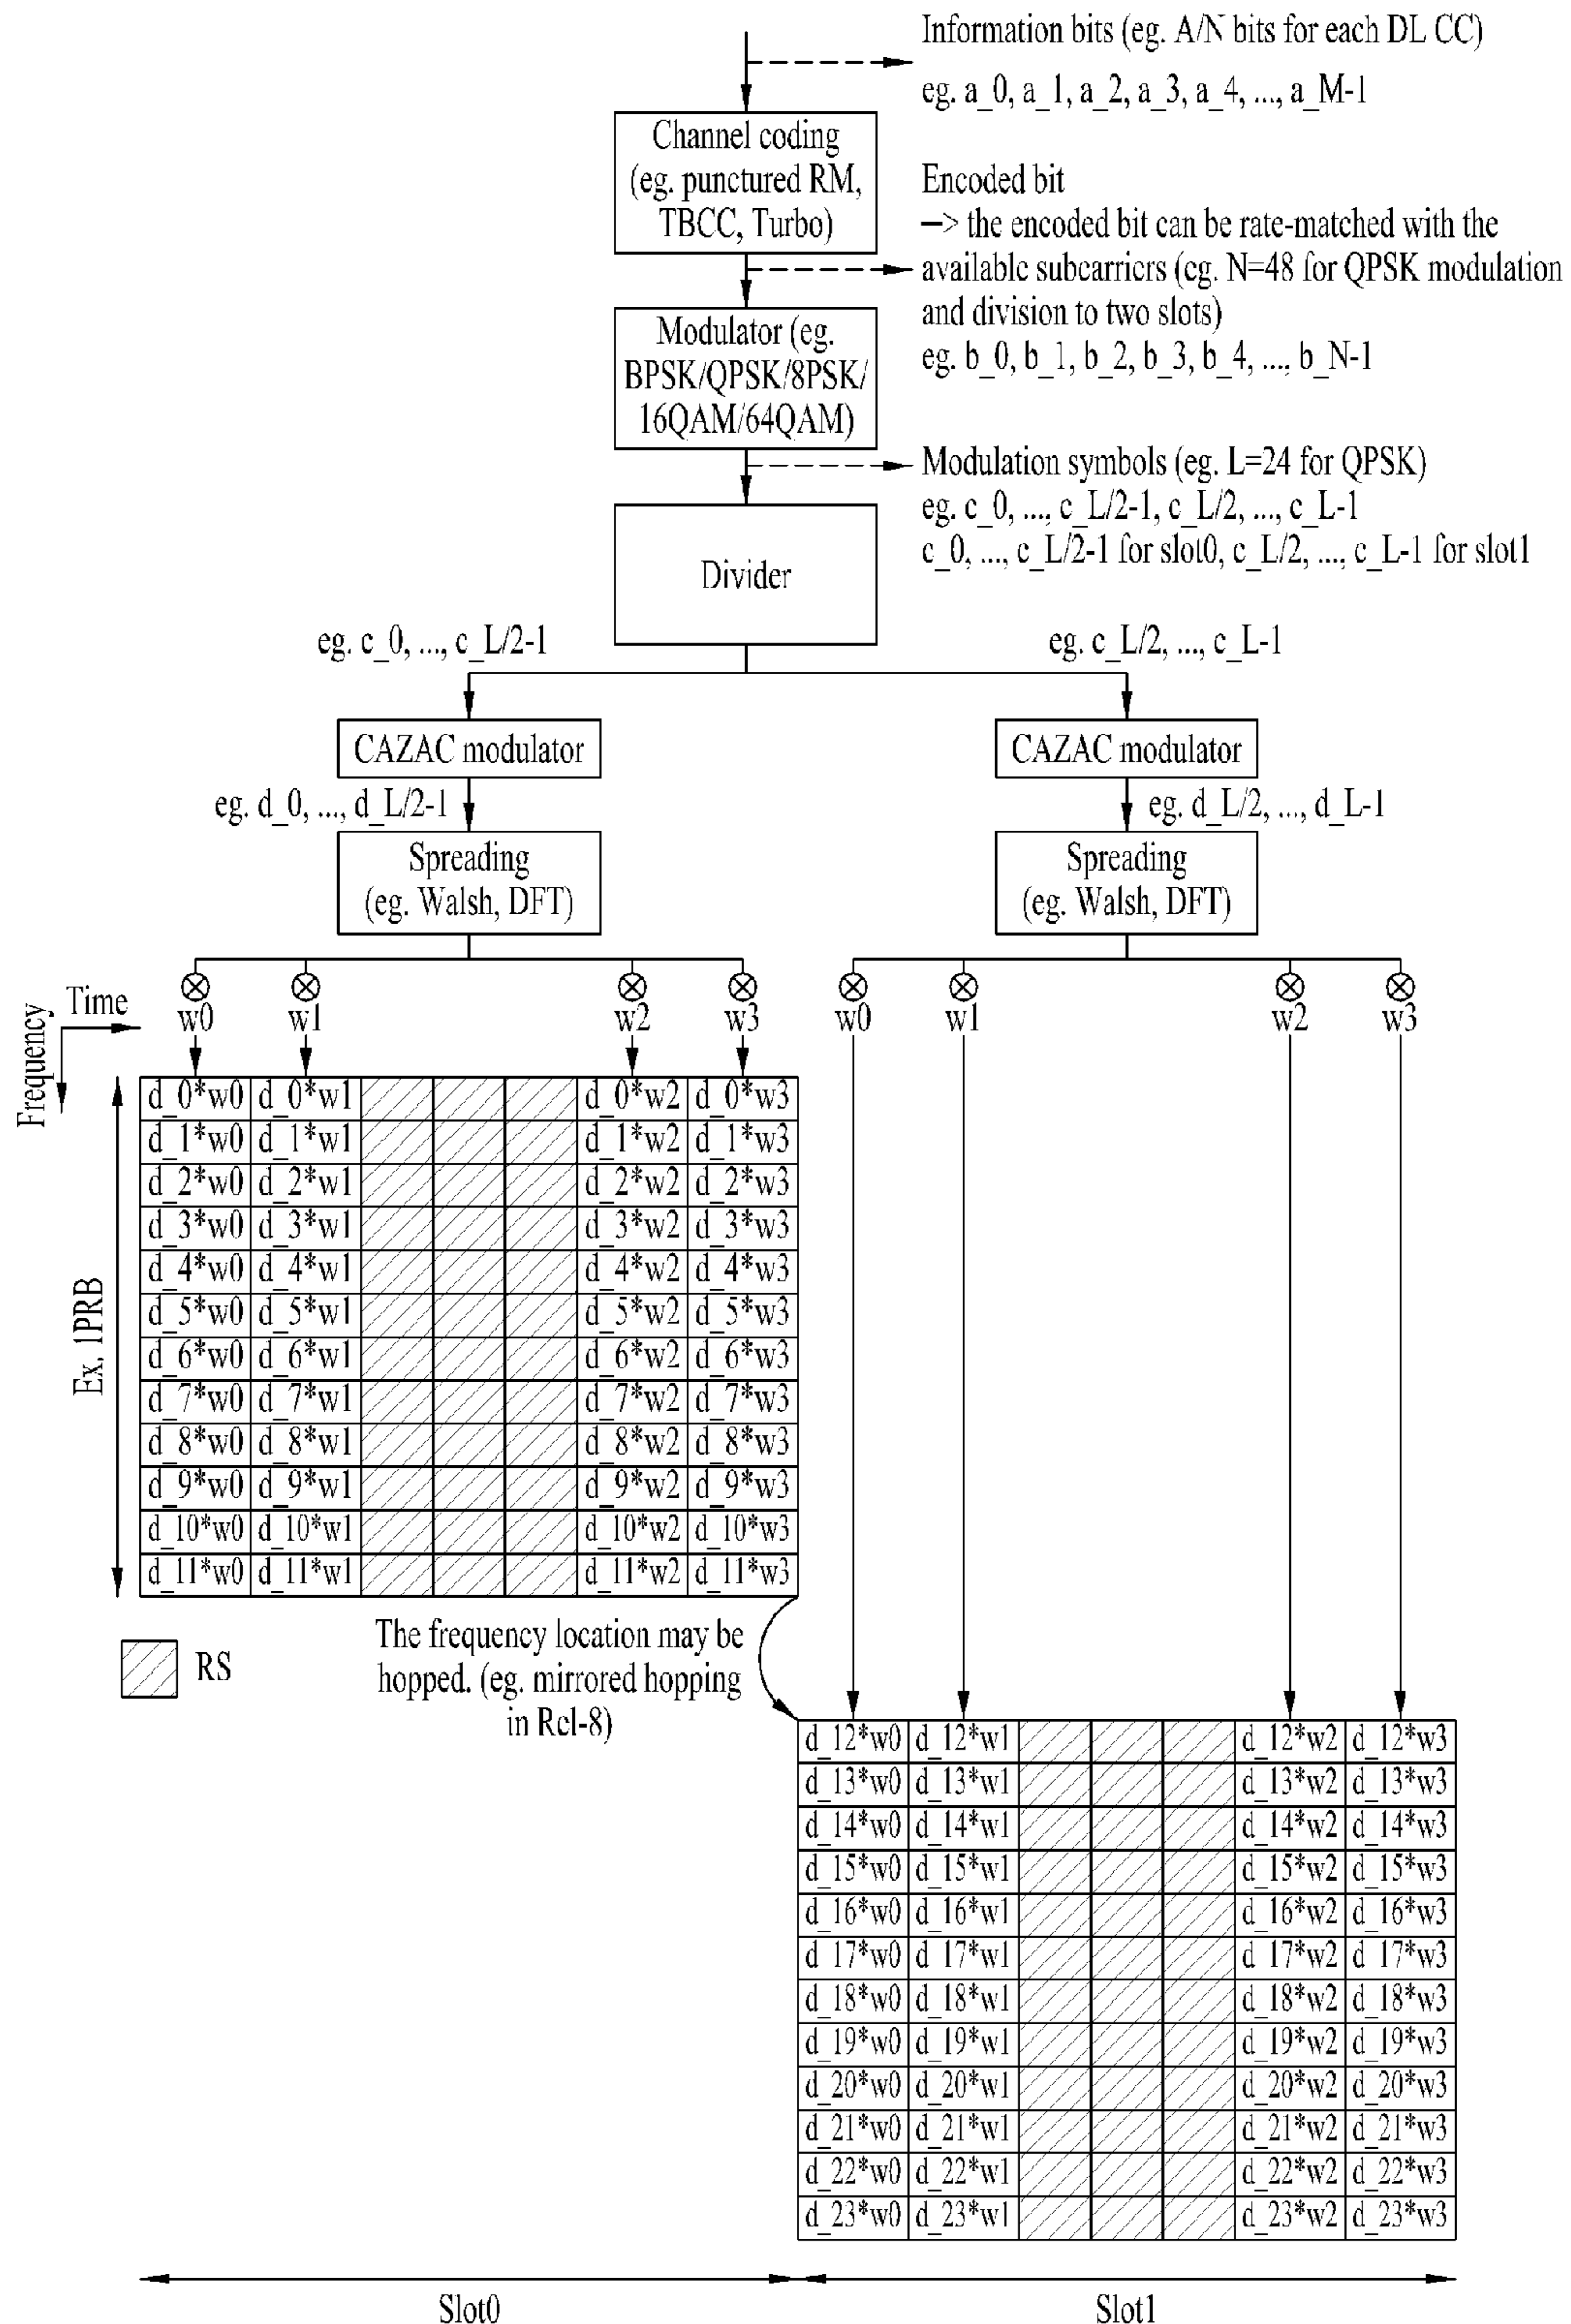 Information bits (eg. A/N bits for each DL CC)
eg. a_0, a_1, a_2, a_3, a_4, ..., a_M-1
Channel coding
(eg. punctured RM,
TBCC, Turbo)
Encoded bit
–> the encoded bit can be rate-matched with the
available subcarriers (eg. N=48 for QPSK modulation
and division to two slots)
eg. b_0, b_1, b_2, b_3, b_4, ..., b_N-1
Modulator (eg.
BPSK/QPSK/8PSK/
16QAM/64QAM)
Modulation symbols (eg. L=24 for QPSK)
eg. c_0, ..., c_L/2-1, c_L/2, ..., c_L-1
c_0, ..., c_L/2-1 for slot0, c_L/2, ..., c_L-1 for slot1
Divider
eg. c_0, ..., c_L/2-1
eg. c_L/2, ..., c_L-1
CAZAC modulator
CAZAC modulator
eg. d_0, ..., d_L/2-1
eg. d_L/2, ..., d_L-1
Spreading
(eg. Walsh, DFT)
Spreading
(eg. Walsh, DFT)
Frequency
Time
w0 w1 w2 w3 w0 w1 w2 w3
Ex. 1PRB
d_0*w0 d_0*w1 d_0*w2 d_0*w3
d_1*w0 d_1*w1 d_1*w2 d_1*w3
d_2*w0 d_2*w1 d_2*w2 d_2*w3
d_3*w0 d_3*w1 d_3*w2 d_3*w3
d_4*w0 d_4*w1 d_4*w2 d_4*w3
d_5*w0 d_5*w1 d_5*w2 d_5*w3
d_6*w0 d_6*w1 d_6*w2 d_6*w3
d_7*w0 d_7*w1 d_7*w2 d_7*w3
d_8*w0 d_8*w1 d_8*w2 d_8*w3
d_9*w0 d_9*w1 d_9*w2 d_9*w3
d_10*w0 d_10*w1 d_10*w2 d_10*w3
d_11*w0 d_11*w1 d_11*w2 d_11*w3
RS
The frequency location may be
hopped. (eg. mirrored hopping
in Rel-8)
d_12*w0 d_12*w1 d_12*w2 d_12*w3
d_13*w0 d_13*w1 d_13*w2 d_13*w3
d_14*w0 d_14*w1 d_14*w2 d_14*w3
d_15*w0 d_15*w1 d_15*w2 d_15*w3
d_16*w0 d_16*w1 d_16*w2 d_16*w3
d_17*w0 d_17*w1 d_17*w2 d_17*w3
d_18*w0 d_18*w1 d_18*w2 d_18*w3
d_19*w0 d_19*w1 d_19*w2 d_19*w3
d_20*w0 d_20*w1 d_20*w2 d_20*w3
d_21*w0 d_21*w1 d_21*w2 d_21*w3
d_22*w0 d_22*w1 d_22*w2 d_22*w3
d_23*w0 d_23*w1 d_23*w2 d_23*w3
Slot0
Slot1